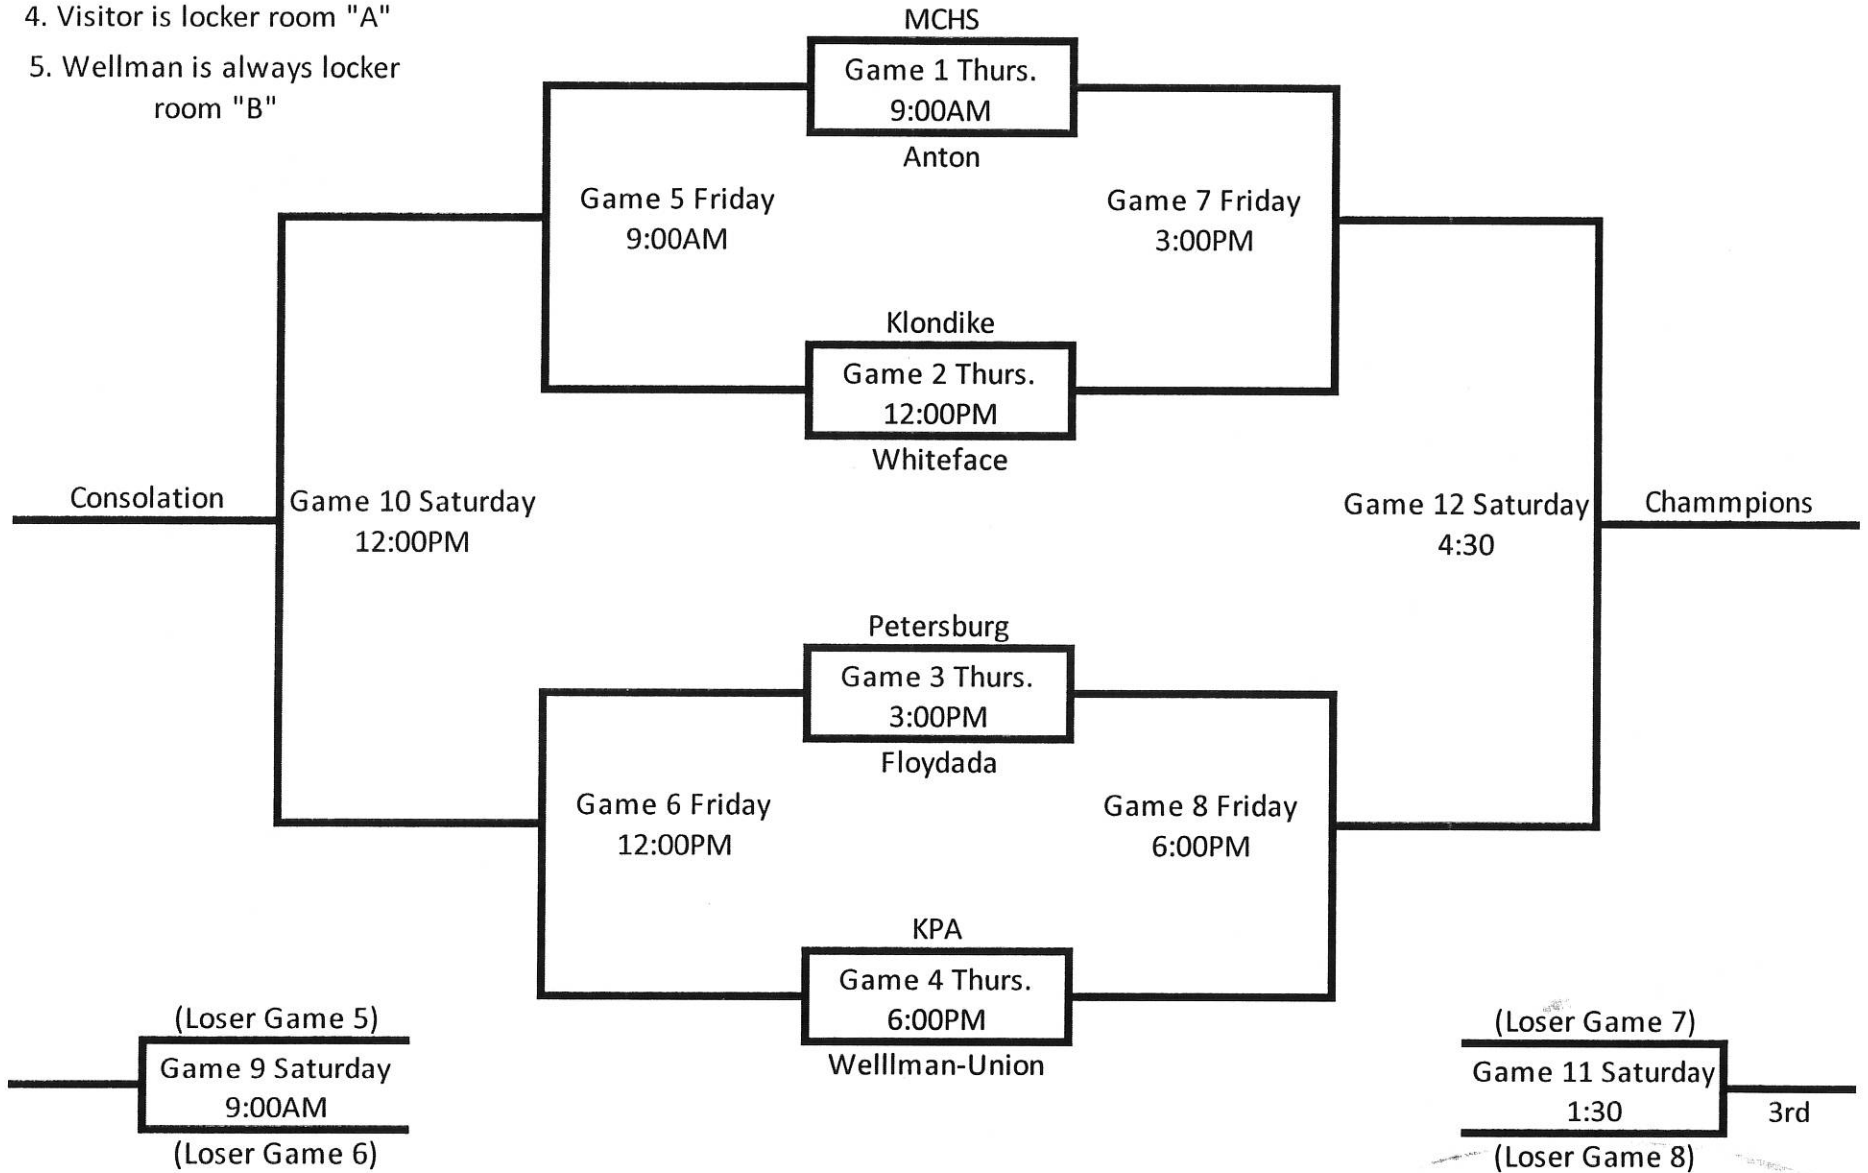 4. Visitor is locker room "A"
5. Wellman is always locker
room "B"
MCHS
Game 1 Thurs.
9:00AM
Anton
Game 5 Friday
9:00AM
Game 7 Friday
3:00PM
Klondike
Game 2 Thurs.
12:00PM
Whiteface
Consolation
Game 10 Saturday
12:00PM
Game 12 Saturday
4:30
Chammpions
Petersburg
Game 3 Thurs.
3:00PM
Floydada
Game 6 Friday
12:00PM
Game 8 Friday
6:00PM
KPA
Game 4 Thurs.
6:00PM
Welllman-Union
(Loser Game 5)
Game 9 Saturday
9:00AM
(Loser Game 6)
(Loser Game 7)
Game 11 Saturday
1:30
3rd
(Loser Game 8)